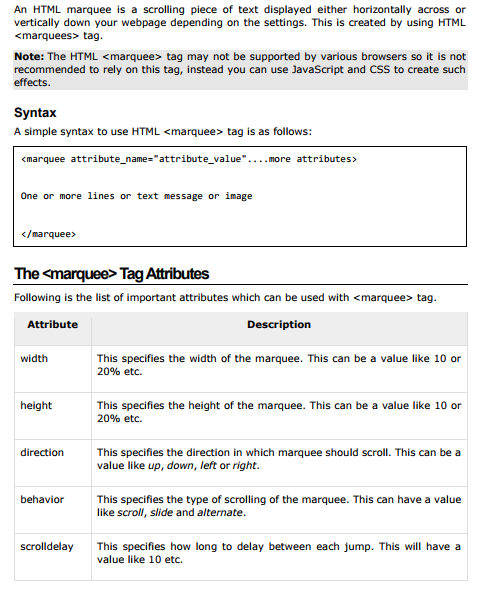 An HTML marquee is a scrolling piece of text displayed either horizontally across or
vertically down your webpage depending on the settings. This is created by using HTML
<marquees> tag.
Note: The HTML <marquee> tag may not be supported by various browsers so it is not
recommended to rely on this tag, instead you can use JavaScript and CSS to create such
effects.
Syntax
A simple syntax to use HTML <marquee> tag is as follows:
<marquee attribute_name="attribute_value"....more attributes>
One or more lines or text message or image
</marquee>
The <marquee> Tag Attributes
Following is the list of important attributes which can be used with <marquee> tag.
Attribute Description
width This specifies the width of the marquee. This can be a value like 10 or
20% etc.
height This specifies the height of the marquee. This can be a value like 10 or
20% etc.
direction This specifies the direction in which marquee should scroll. This can be a
value like up, down, left or right.
behavior This specifies the type of scrolling of the marquee. This can have a value
like scroll, slide and alternate.
scrolldelay This specifies how long to delay between each jump. This will have a
value like 10 etc.